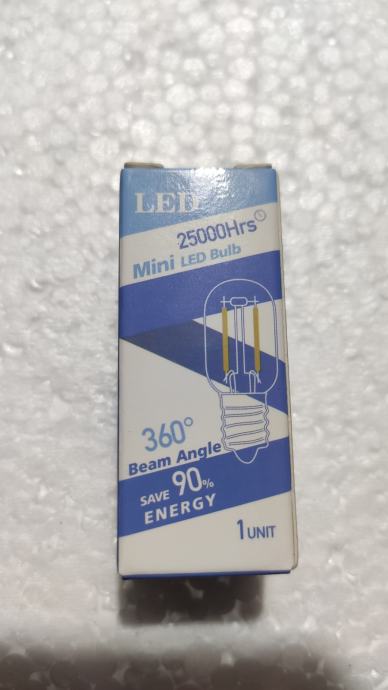 LED
25000Hrs
Mini LED Bulb
360°
Beam Angle
SAVE 90%
ENERGY
1 UNIT